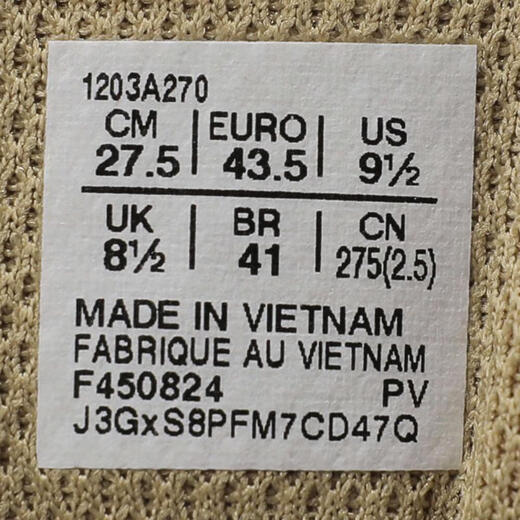 1203A270
CM | EURO | US
27.5 | 43.5 | 9½
UK | BR | CN
8½ | 41 | 275(2.5)
MADE IN VIETNAM
FABRIQUE AU VIETNAM
F450824 PV
J3GxS8PFM7CD47Q